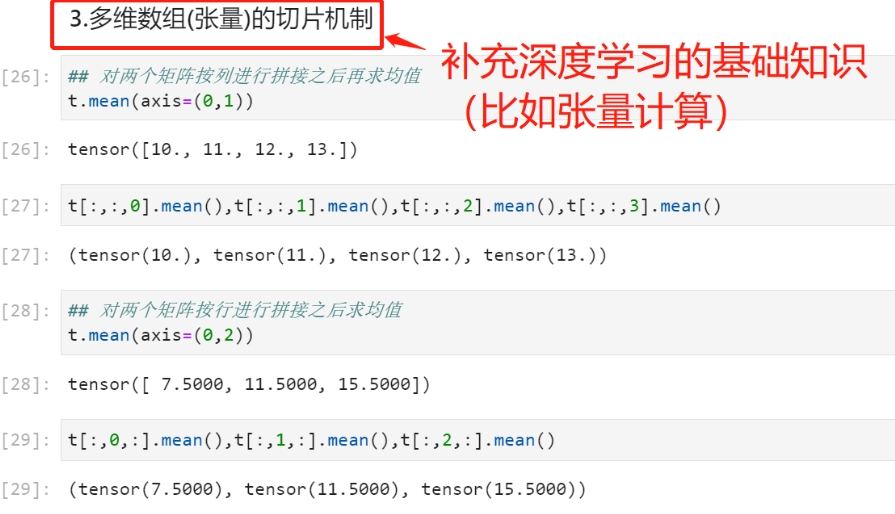 3.多维数组(张量)的切片机制
补充深度学习的基础知识
（比如张量计算）
[26]: ## 对两个矩阵按列进行拼接之后再求均值
t.mean(axis=(0,1))
[26]: tensor([10., 11., 12., 13.])
[27]: t[:,:,0].mean(),t[:,:,1].mean(),t[:,:,2].mean(),t[:,:,3].mean()
[27]: (tensor(10.), tensor(11.), tensor(12.), tensor(13.))
[28]: ## 对两个矩阵按行进行拼接之后求均值
t.mean(axis=(0,2))
[28]: tensor([ 7.5000, 11.5000, 15.5000])
[29]: t[:,0,:].mean(),t[:,1,:].mean(),t[:,2,:].mean()
[29]: (tensor(7.5000), tensor(11.5000), tensor(15.5000))